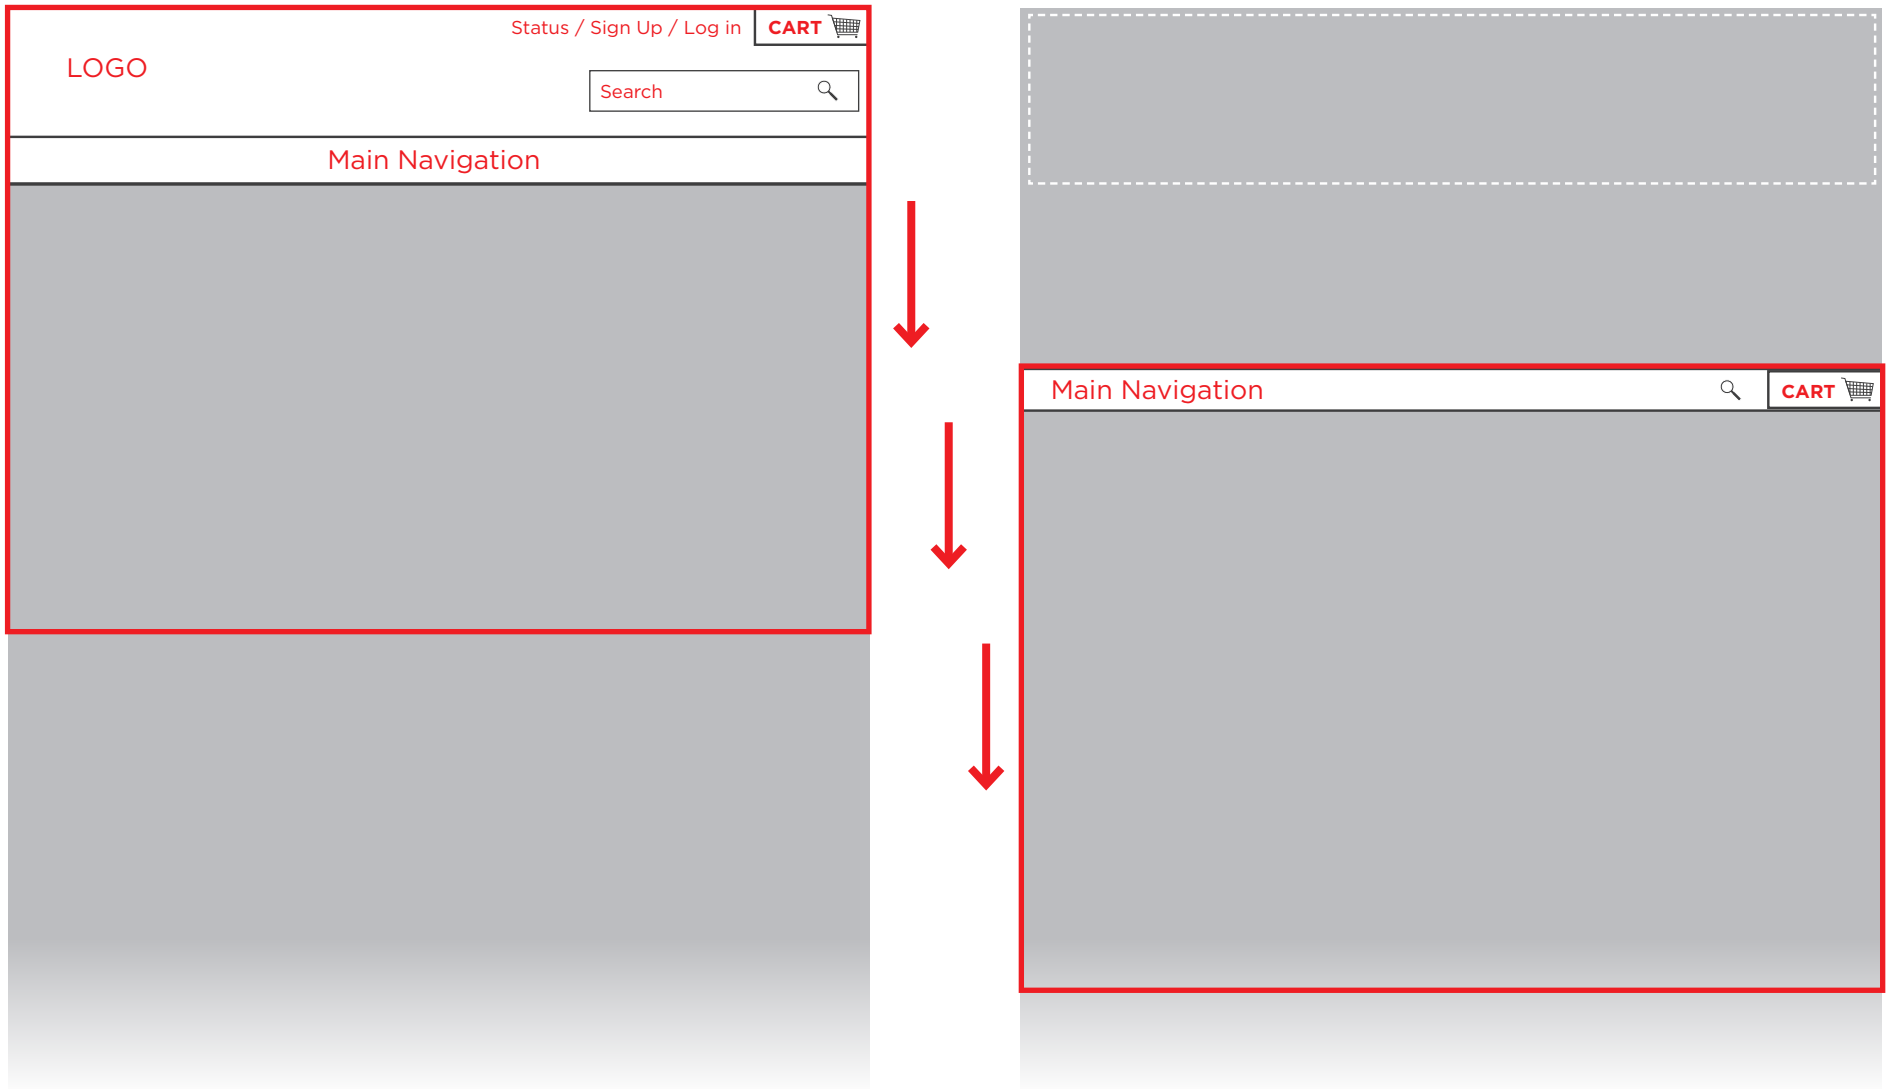 Status / Sign Up / Log in CART
LOGO
Search
Main Navigation
Main Navigation CART